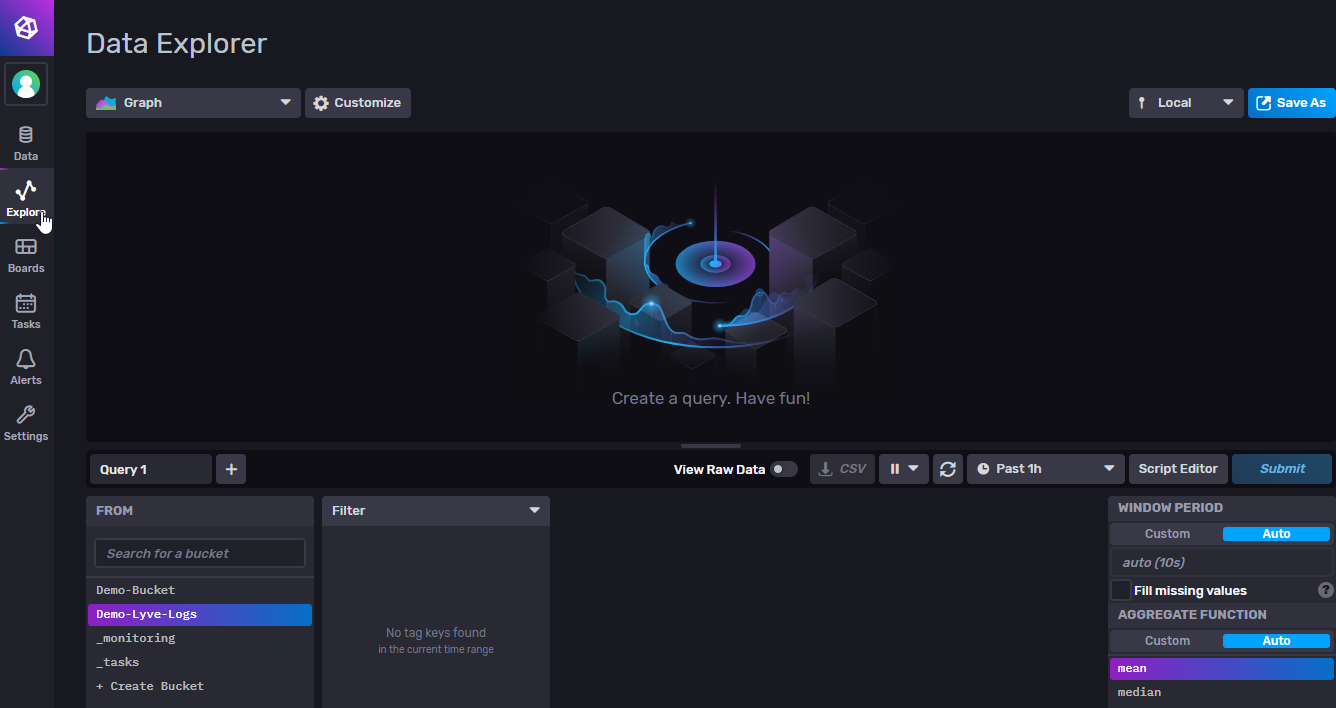 Data Explorer
Graph
Customize
Local
Save As
Data
Explore
Boards
Tasks
Alerts
Settings
Create a query. Have fun!
Query 1
+
View Raw Data
CSV
Past 1h
Script Editor
Submit
FROM
Search for a bucket
Demo-Bucket
Demo-Lyve-Logs
_monitoring
_tasks
+ Create Bucket
Filter
No tag keys found
in the current time range
WINDOW PERIOD
Custom
Auto
auto (10s)
Fill missing values
?
AGGREGATE FUNCTION
Custom
Auto
mean
median